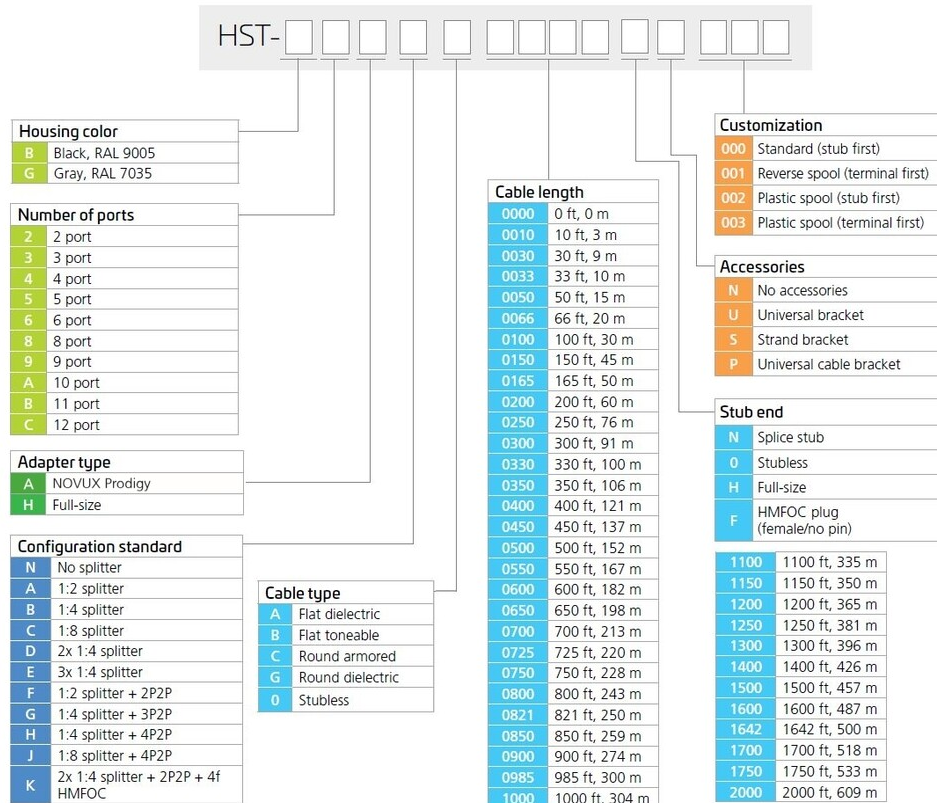 HST-
Housing color
B Black, RAL 9005
G Gray, RAL 7035
Number of ports
2 2 port
3 3 port
4 4 port
5 5 port
6 6 port
8 8 port
9 9 port
A 10 port
B 11 port
C 12 port
Adapter type
A NOVUX Prodigy
H Full-size
Configuration standard
N No splitter
A 1:2 splitter
B 1:4 splitter
C 1:8 splitter
D 2x 1:4 splitter
E 3x 1:4 splitter
F 1:2 splitter + 2P2P
G 1:4 splitter + 3P2P
H 1:4 splitter + 4P2P
J 1:8 splitter + 4P2P
K 2x 1:4 splitter + 2P2P + 4f
HMFOC
Cable type
A Flat dielectric
B Flat toneable
C Round armored
G Round dielectric
0 Stubless
Cable length
0000 0 ft, 0 m
0010 10 ft, 3 m
0030 30 ft, 9 m
0033 33 ft, 10 m
0050 50 ft, 15 m
0066 66 ft, 20 m
0100 100 ft, 30 m
0150 150 ft, 45 m
0165 165 ft, 50 m
0200 200 ft, 60 m
0250 250 ft, 76 m
0300 300 ft, 91 m
0330 330 ft, 100 m
0350 350 ft, 106 m
0400 400 ft, 121 m
0450 450 ft, 137 m
0500 500 ft, 152 m
0550 550 ft, 167 m
0600 600 ft, 182 m
0650 650 ft, 198 m
0700 700 ft, 213 m
0725 725 ft, 220 m
0750 750 ft, 228 m
0800 800 ft, 243 m
0821 821 ft, 250 m
0850 850 ft, 259 m
0900 900 ft, 274 m
0985 985 ft, 300 m
1000 1000 ft, 304 m
Customization
000 Standard (stub first)
001 Reverse spool (terminal first)
002 Plastic spool (stub first)
003 Plastic spool (terminal first)
Accessories
N No accessories
U Universal bracket
S Strand bracket
P Universal cable bracket
Stub end
N Splice stub
0 Stubless
H Full-size
F HMFOC plug
(female/no pin)
1100 1100 ft, 335 m
1150 1150 ft, 350 m
1200 1200 ft, 365 m
1250 1250 ft, 381 m
1300 1300 ft, 396 m
1400 1400 ft, 426 m
1500 1500 ft, 457 m
1600 1600 ft, 487 m
1642 1642 ft, 500 m
1700 1700 ft, 518 m
1750 1750 ft, 533 m
2000 2000 ft, 609 m